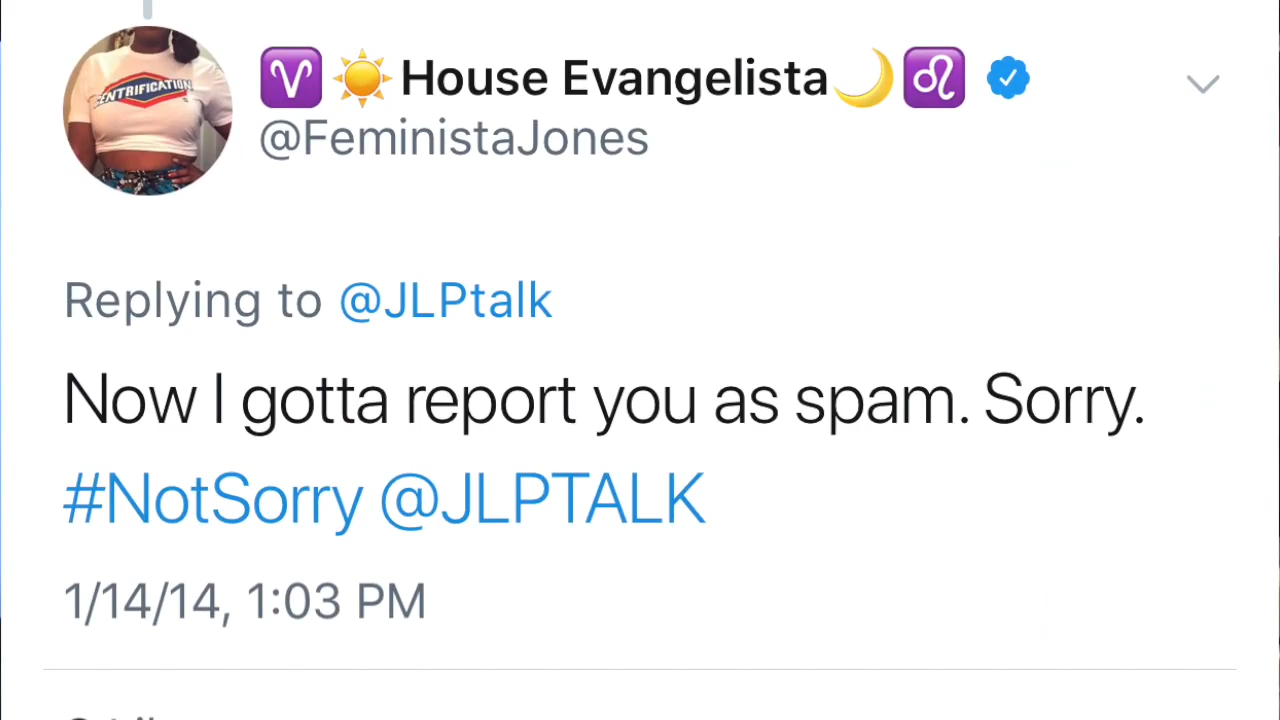 ♈☀️ House Evangelista🌙♌
@FeministaJones
Replying to @JLPtalk
Now I gotta report you as spam. Sorry.
#NotSorry @JLPTALK
1/14/14, 1:03 PM